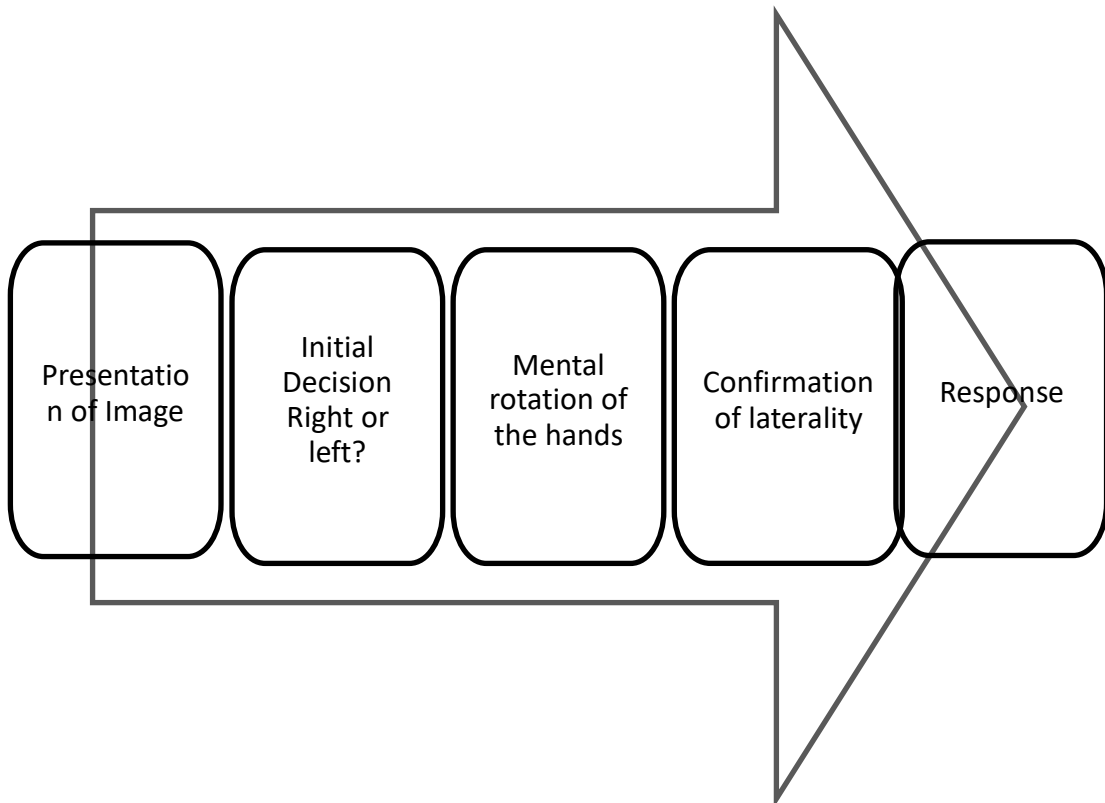 Presentatio
n of Image
Initial
Decision
Right or
left?
Mental
rotation of
the hands
Confirmation
of laterality
Response